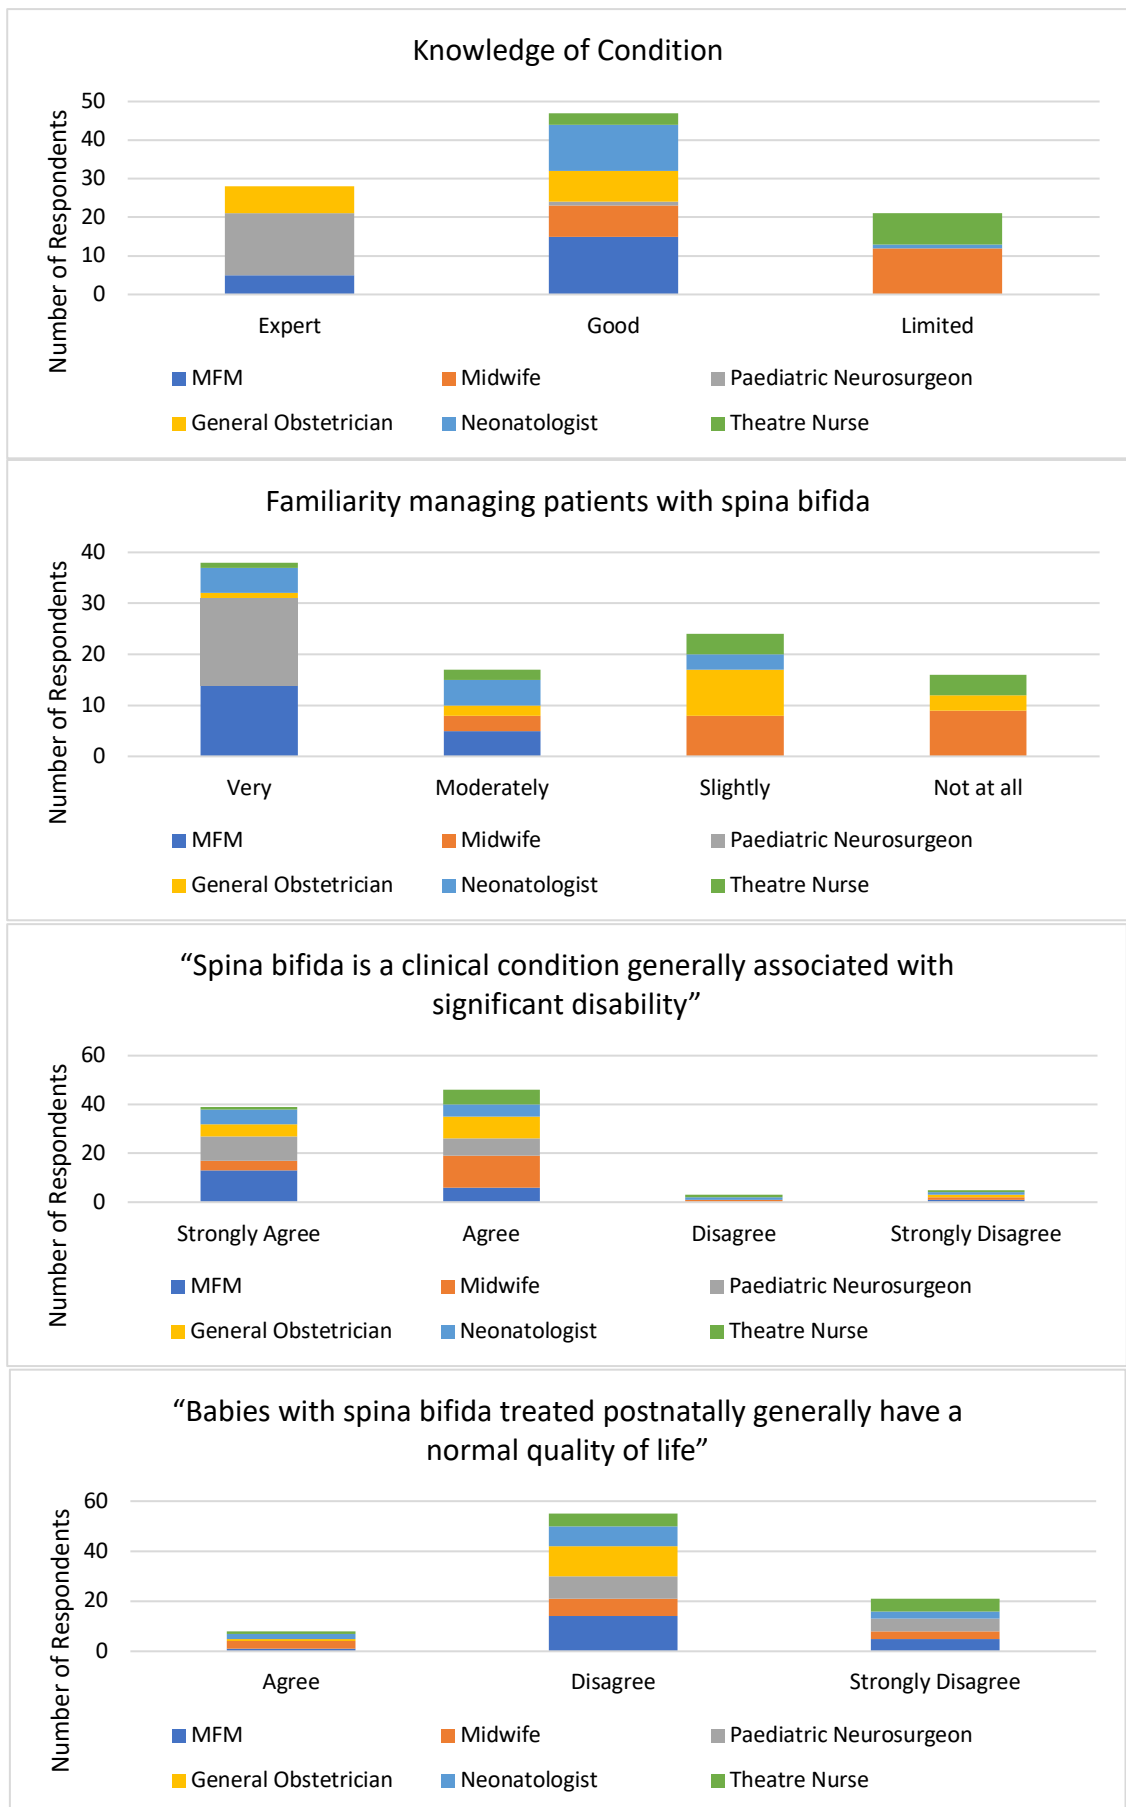 Knowledge of Condition
Number of Respondents
50
40
30
20
10
0
Expert Good Limited
MFM Midwife Paediatric Neurosurgeon
General Obstetrician Neonatologist Theatre Nurse
Familiarity managing patients with spina bifida
Number of Respondents
40
30
20
10
0
Very Moderately Slightly Not at all
MFM Midwife Paediatric Neurosurgeon
General Obstetrician Neonatologist Theatre Nurse
“Spina bifida is a clinical condition generally associated with
significant disability”
Number of Respondents
60
40
20
0
Strongly Agree Agree Disagree Strongly Disagree
MFM Midwife Paediatric Neurosurgeon
General Obstetrician Neonatologist Theatre Nurse
“Babies with spina bifida treated postnatally generally have a
normal quality of life”
Number of Respondents
60
40
20
0
Agree Disagree Strongly Disagree
MFM Midwife Paediatric Neurosurgeon
General Obstetrician Neonatologist Theatre Nurse